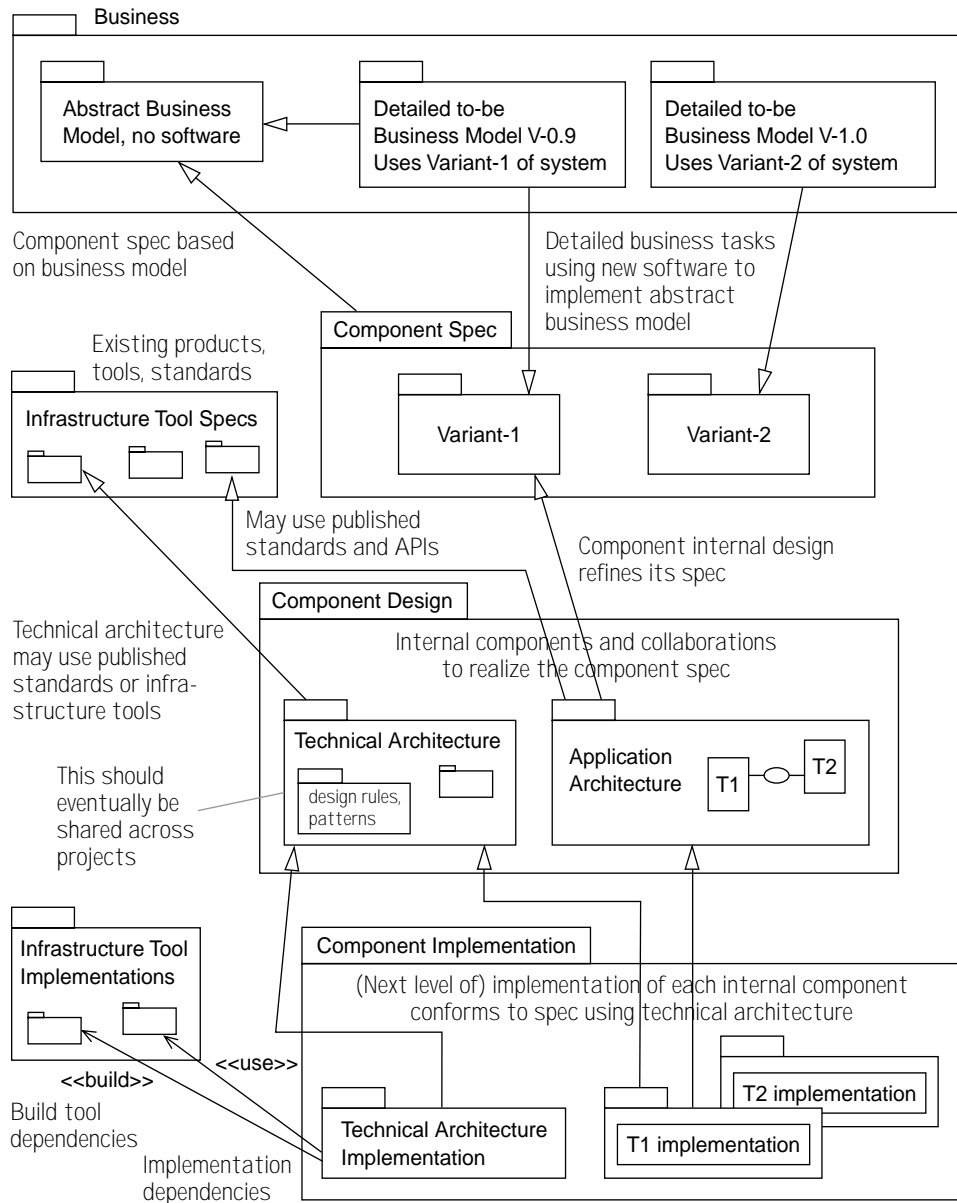 Business
Abstract Business
Model, no software
Detailed to-be
Business Model V-0.9
Uses Variant-1 of system
Detailed to-be
Business Model V-1.0
Uses Variant-2 of system
Component spec based
on business model
Detailed business tasks
using new software to
implement abstract
business model
Component Spec
Existing products,
tools, standards
Infrastructure Tool Specs
Variant-1
Variant-2
May use published
standards and APIs
Component internal design
refines its spec
Component Design
Technical architecture
may use published
standards or infra-
structure tools
Internal components and collaborations
to realize the component spec
Technical Architecture
design rules,
patterns
Application
Architecture
T1
T2
This should
eventually be
shared across
projects
Infrastructure Tool
Implementations
Component Implementation
(Next level of) implementation of each internal component
conforms to spec using technical architecture
<<use>>
<<build>>
Build tool
dependencies
Implementation
dependencies
Technical Architecture
Implementation
T2 implementation
T1 implementation